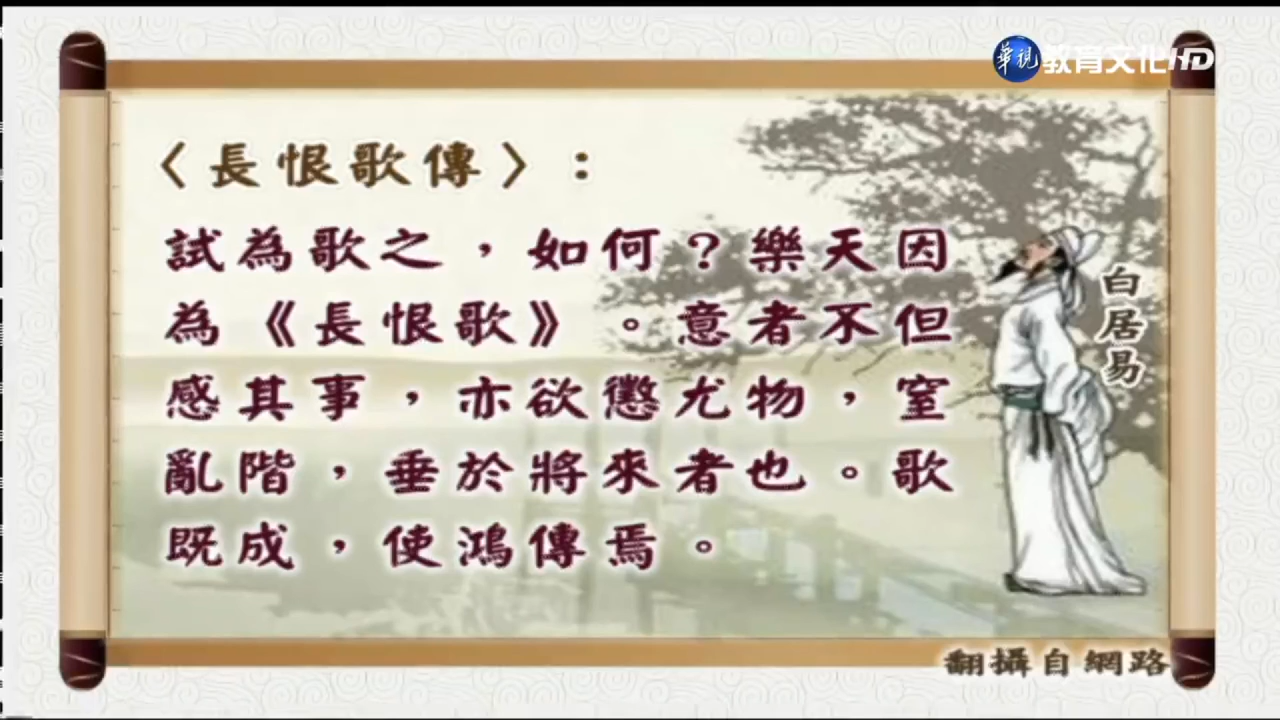 華視 教育文化HD
〈長恨歌傳〉：
試為歌之，如何？樂天因
為《長恨歌》。意者不但
感其事，亦欲懲尤物，窒
亂階，垂於將來者也。歌
既成，使鴻傳焉。
白居易
翻攝自網路